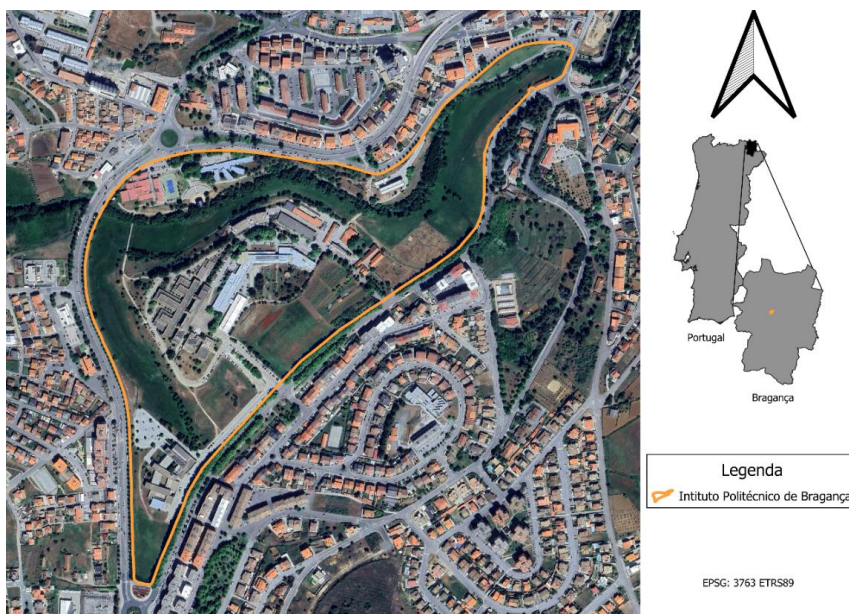 Portugal
Bragança
Legenda
Intituto Politécnico de Bragança
EPSG: 3763 ETRS89